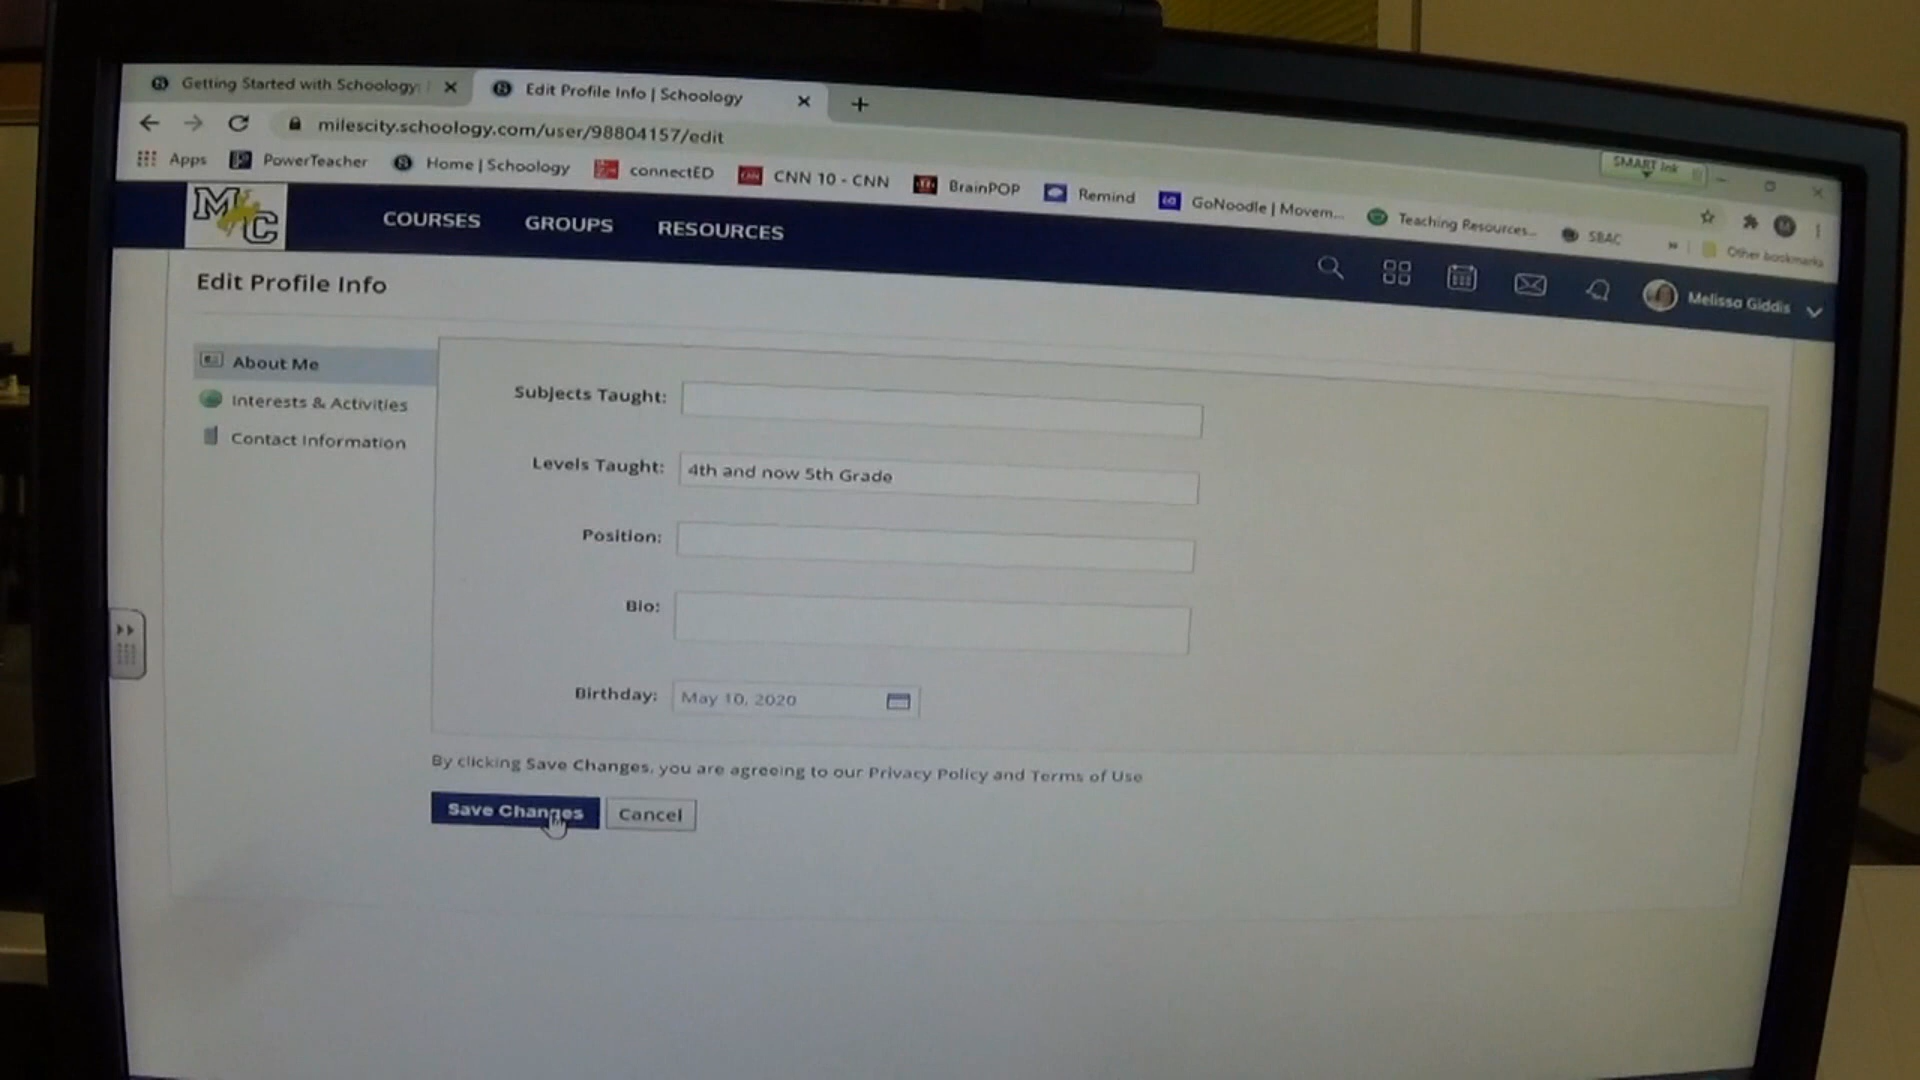 Getting Started with Schoology:
Edit Profile Info | Schoology
milescity.schoology.com/user/98804157/edit
SMART Ink
Apps PowerTeacher Home | Schoology connectED CNN 10 - CNN BrainPOP Remind GoNoodle | Movem... Teaching Resources... SBAC » Other bookmarks
MC COURSES GROUPS RESOURCES
Melissa Giddis
Edit Profile Info
About Me
Interests & Activities
Contact Information
Subjects Taught:
Levels Taught: 4th and now 5th Grade
Position:
Bio:
Birthday: May 10, 2020
By clicking Save Changes, you are agreeing to our Privacy Policy and Terms of Use
Save Changes Cancel